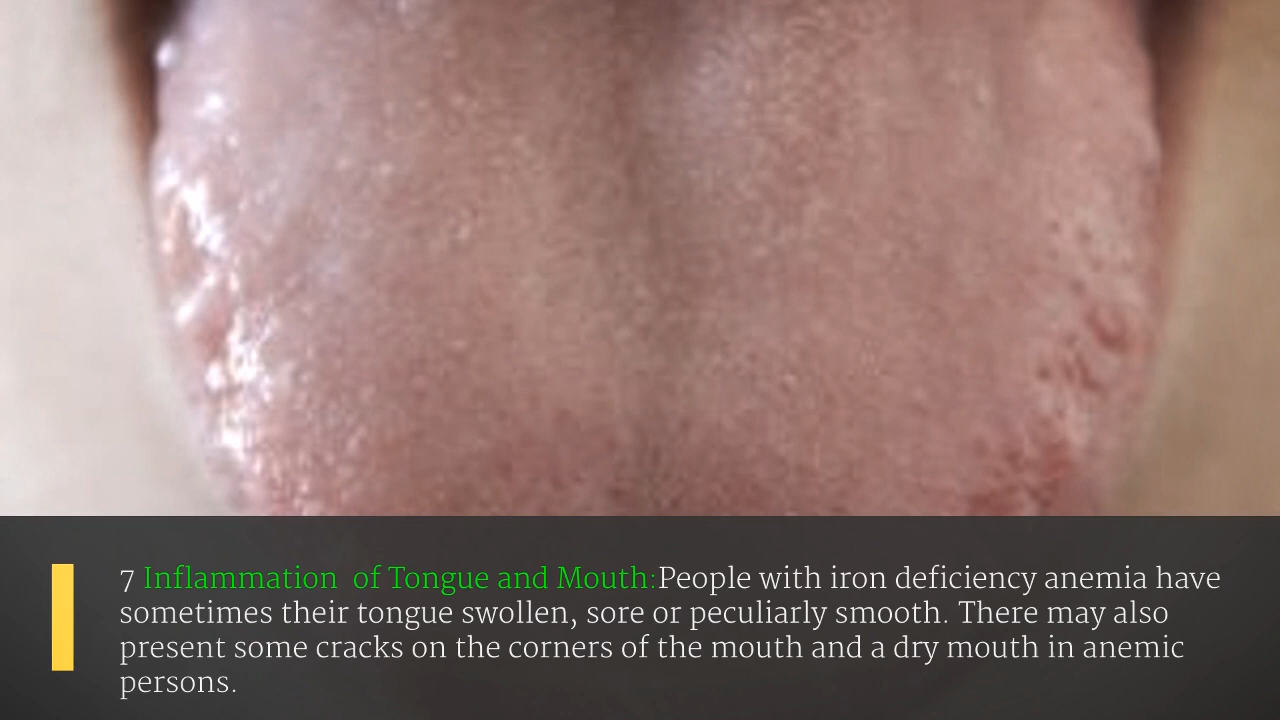 7 Inflammation  of Tongue and Mouth:People with iron deficiency anemia have
sometimes their tongue swollen, sore or peculiarly smooth. There may also
present some cracks on the corners of the mouth and a dry mouth in anemic
persons.